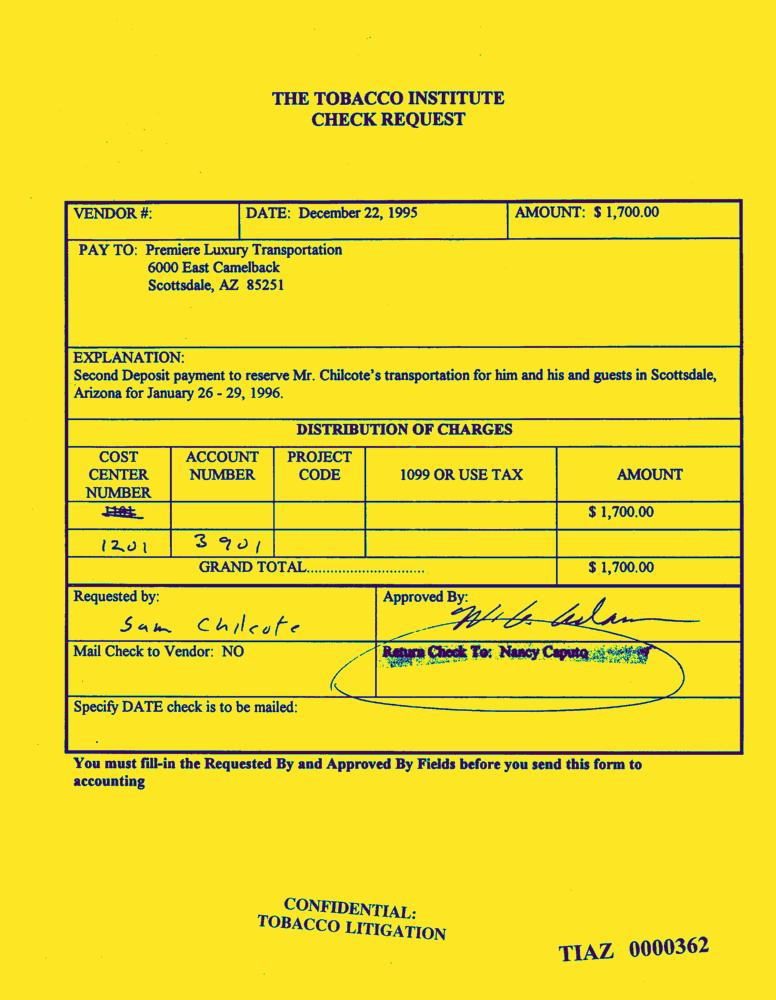 THE TOBACCO INSTITUTE
CHECK REQUEST
VENDOR #: DATE: December 22, 1995 AMOUNT: $ 1,700.00
PAY TO: Premiere Luxury Transportation
6000 East Camelback
Scottsdale, AZ 85251
EXPLANATION:
Second Deposit payment to reserve Mr. Chilcote's transportation for him and his and guests in Scottsdale,
Arizona for January 26 - 29, 1996.
DISTRIBUTION OF CHARGES
COST ACCOUNT PROJECT
CENTER NUMBER CODE 1099 OR USE TAX AMOUNT
NUMBER
$ 1,700.00
1201 3901
GRAND TOTAL............................. $ 1,700.00
Requested by: Approved By:
Sam Chilcote
Mail Check to Vendor: NO Return Check To: Nancy Caputo
Specify DATE check is to be mailed:
You must fill-in the Requested By and Approved By Fields before you send this form to
accounting
CONFIDENTIAL:
TOBACCO LITIGATION
TIAZ 0000362